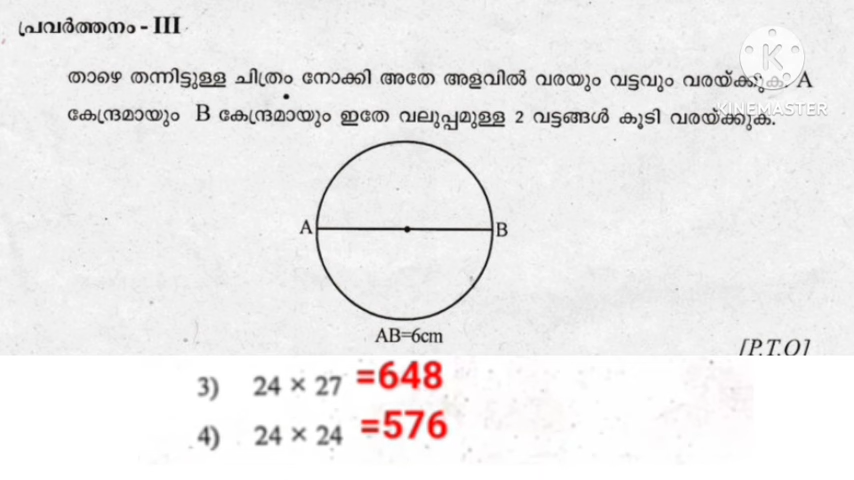 പ്രവർത്തനം - III
താഴെ തന്നിട്ടുള്ള ചിത്രം നോക്കി അതേ അളവിൽ വരയും വട്ടവും വരയ്ക്കുക. A
കേന്ദ്രമായും B കേന്ദ്രമായും ഇതേ വലുപ്പമുള്ള 2 വട്ടങ്ങൾ കൂടി വരയ്ക്കുക.
K
KINEMASTER
A B
AB=6cm
[P.T.O]
3) 24 × 27 =648
4) 24 × 24 =576